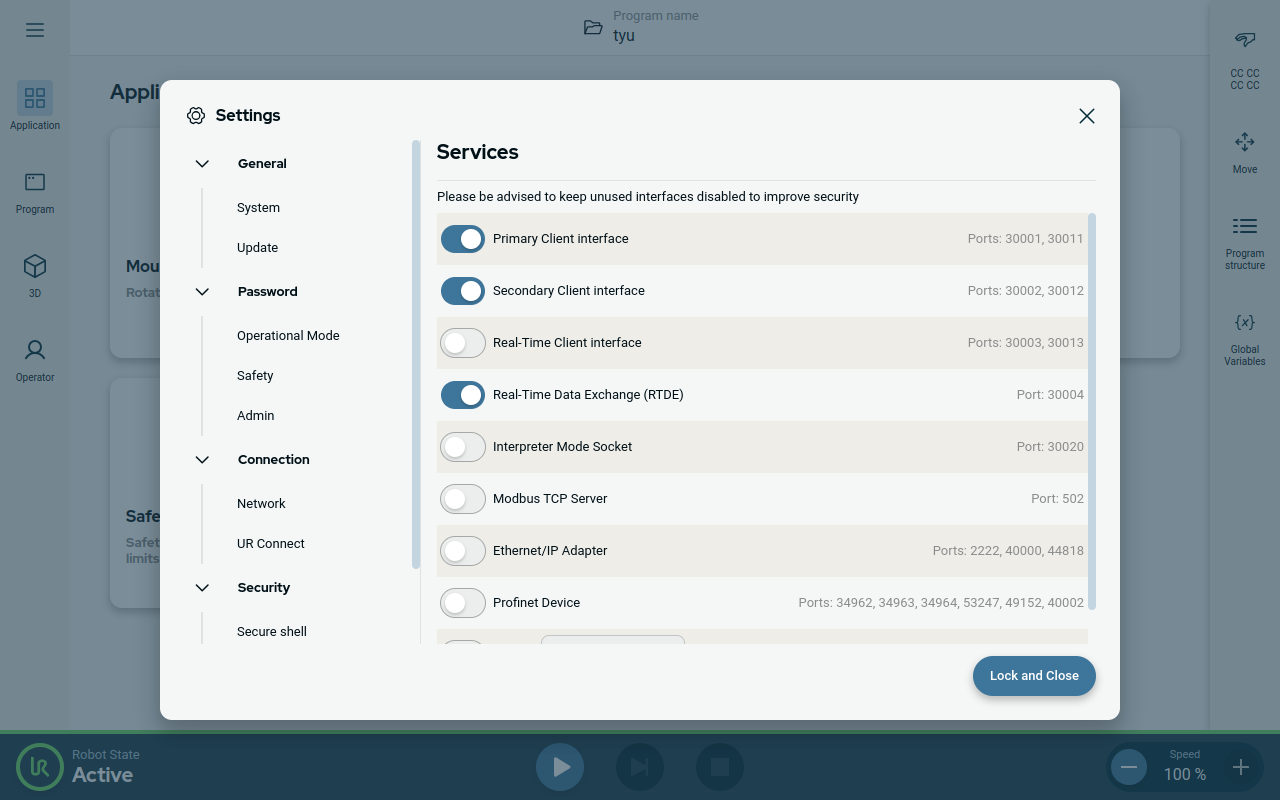 Program name
tyu
Appli
Application
Program
3D
Operator
Mou
Rotat
Safe
Safet
limits
CC CC
CC CC
Move
Program
structure
Global
Variables
Settings
General
System
Update
Password
Operational Mode
Safety
Admin
Connection
Network
UR Connect
Security
Secure shell
Services
Please be advised to keep unused interfaces disabled to improve security
Primary Client interface Ports: 30001, 30011
Secondary Client interface Ports: 30002, 30012
Real-Time Client interface Ports: 30003, 30013
Real-Time Data Exchange (RTDE) Port: 30004
Interpreter Mode Socket Port: 30020
Modbus TCP Server Port: 502
Ethernet/IP Adapter Ports: 2222, 40000, 44818
Profinet Device Ports: 34962, 34963, 34964, 53247, 49152, 40002
Lock and Close
Robot State
Active
Speed
100 %